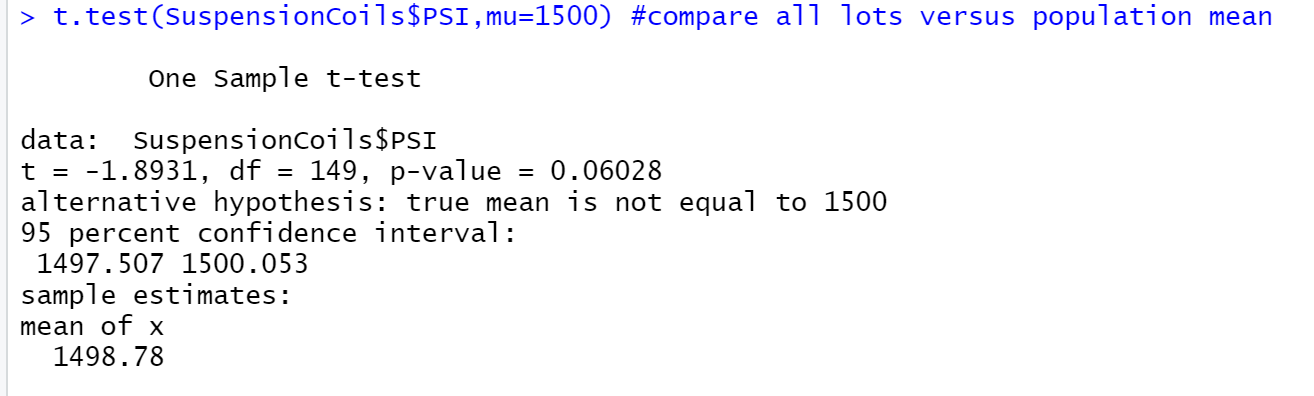 > t.test(SuspensionCoils$PSI,mu=1500) #compare all lots versus population mean
One Sample t-test
data:  SuspensionCoils$PSI
t = -1.8931, df = 149, p-value = 0.06028
alternative hypothesis: true mean is not equal to 1500
95 percent confidence interval:
 1497.507 1500.053
sample estimates:
mean of x
  1498.78